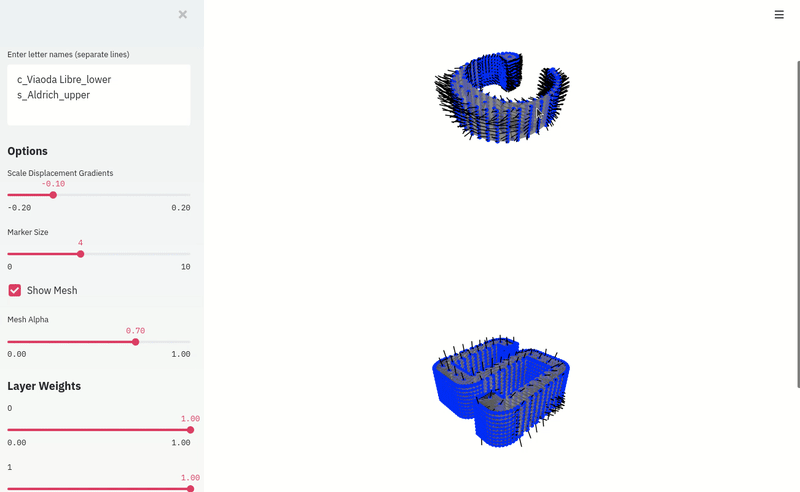 Enter letter names (separate lines)
c_Viaoda Libre_lower
s_Aldrich_upper
Options
Scale Displacement Gradients
-0.10
-0.20 0.20
Marker Size
4
0 10
Show Mesh
Mesh Alpha
0.70
0.00 1.00
Layer Weights
0
1.00
0.00 1.00
1
1.00